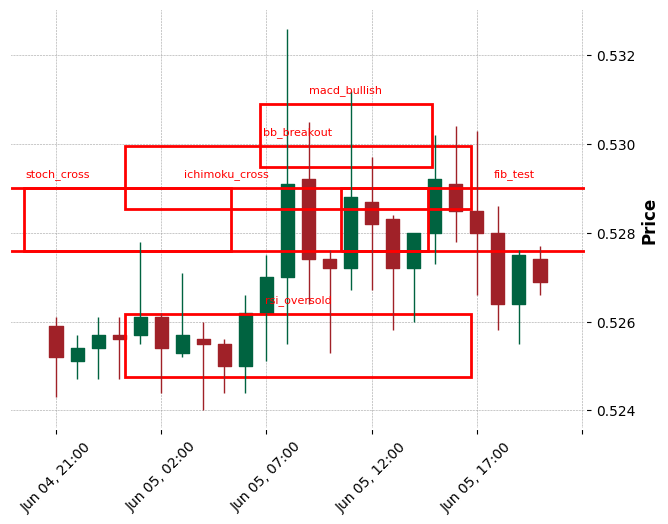 0.532
macd_bullish
bb_breakout
0.530
stoch_cross
ichimoku_cross
fib_test
Price
0.528
rsi_oversold
0.526
0.524
Jun 04, 21:00
Jun 05, 02:00
Jun 05, 07:00
Jun 05, 12:00
Jun 05, 17:00